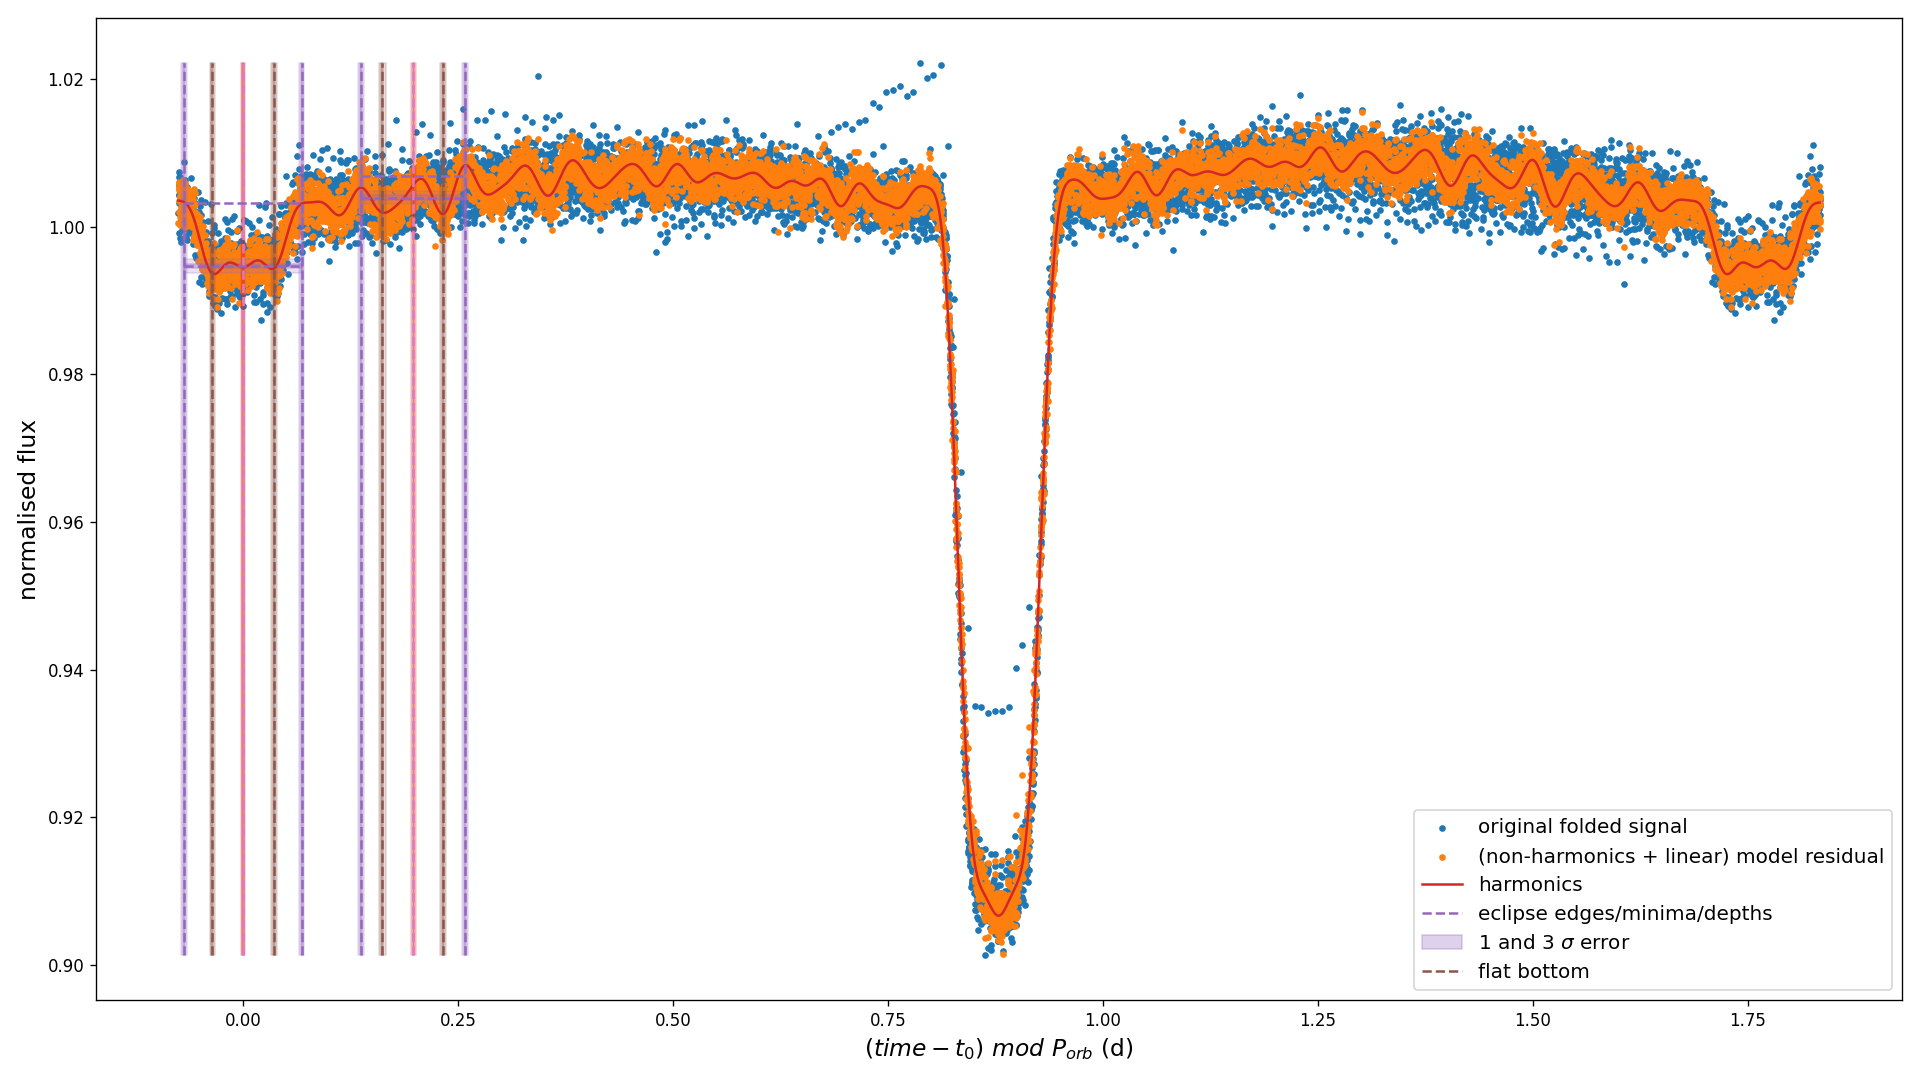 normalised flux
1.02
1.00
0.98
0.96
0.94
0.92
0.90
0.00
0.25
0.50
0.75
1.00
1.25
1.50
1.75
(time − t₀) mod P_orb (d)
original folded signal
(non-harmonics + linear) model residual
harmonics
eclipse edges/minima/depths
1 and 3 σ error
flat bottom